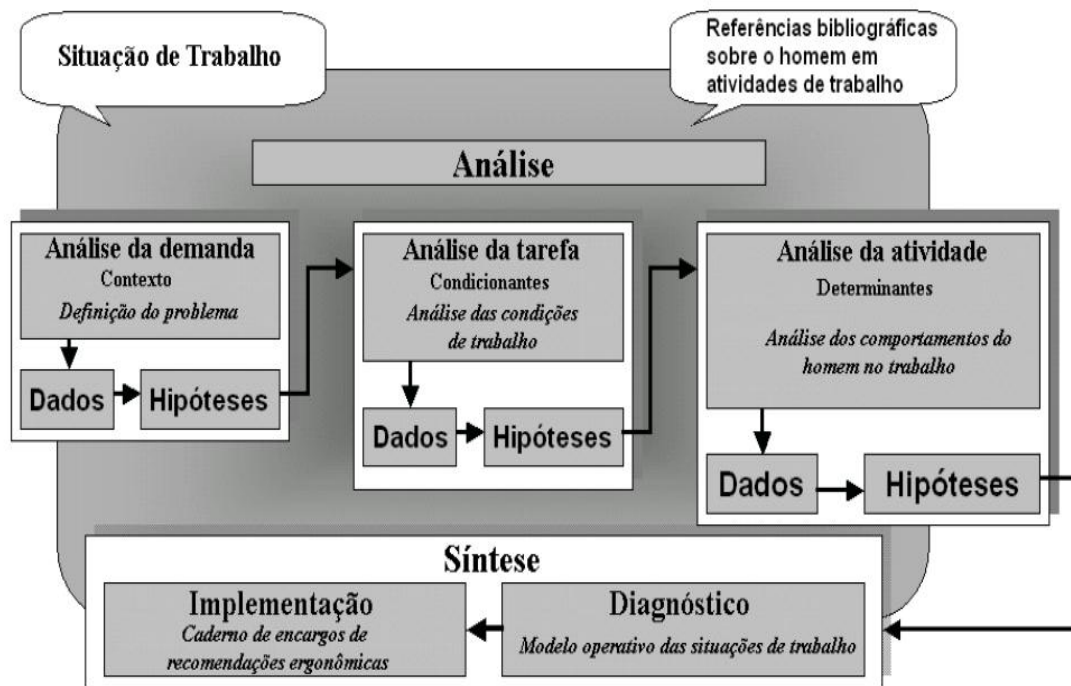 Situação de Trabalho
Referências bibliográficas
sobre o homem em
atividades de trabalho
Análise
Análise da demanda
Contexto
Definição do problema
Dados
Hipóteses
Análise da tarefa
Condicionantes
Análise das condições
de trabalho
Dados
Hipóteses
Análise da atividade
Determinantes
Análise dos comportamentos do
homem no trabalho
Dados
Hipóteses
Síntese
Implementação
Caderno de encargos de
recomendações ergonômicas
Diagnóstico
Modelo operativo das situações de trabalho